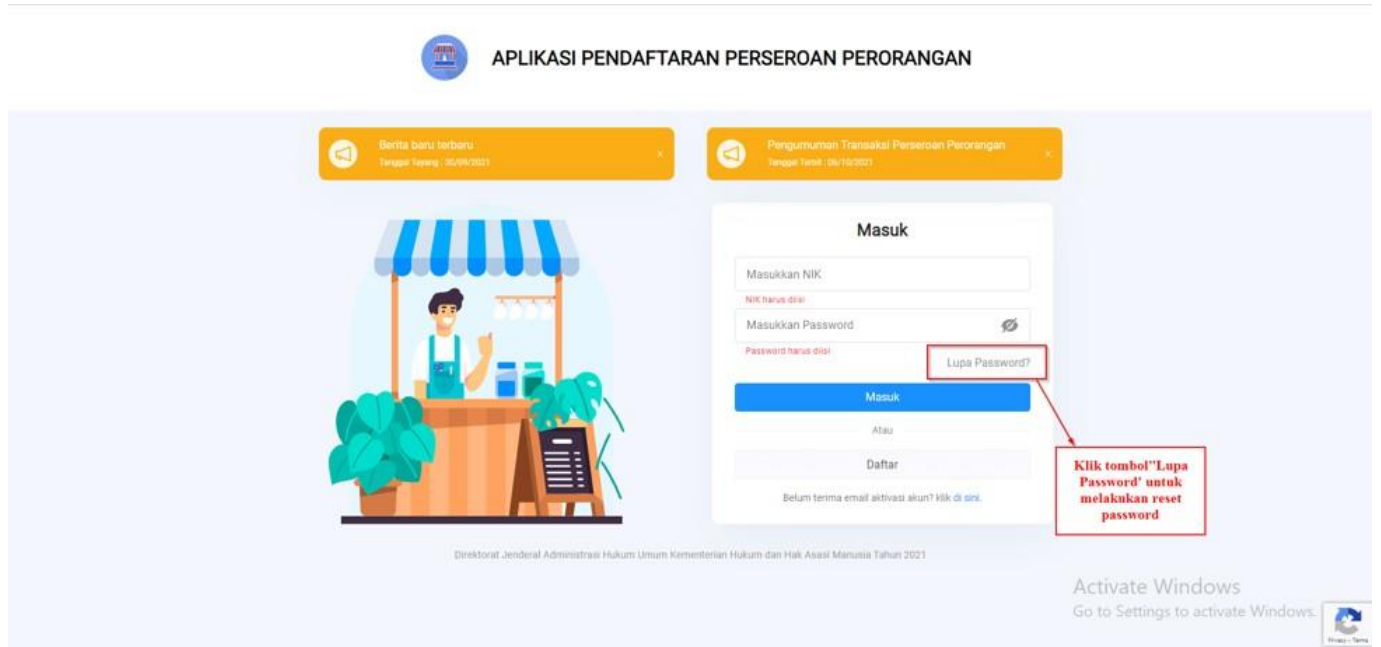 APLIKASI PENDAFTARAN PERSEROAN PERORANGAN
Berita baru terbaru
Tanggal Tayang : 30/09/2021
x
Pengumuman Transaksi Perseroan Perorangan
Tanggal Terbit : 06/10/2021
x
Masuk
Masukkan NIK
NIK harus diisi
Masukkan Password
Password harus diisi
Lupa Password?
Masuk
Atau
Daftar
Belum terima email aktivasi akun? klik di sini.
Klik tombol"Lupa
Password' untuk
melakukan reset
password
Direktorat Jenderal Administrasi Hukum Umum Kementerian Hukum dan Hak Asasi Manusia Tahun 2021
Activate Windows
Go to Settings to activate Windows.
Privacy - Terms